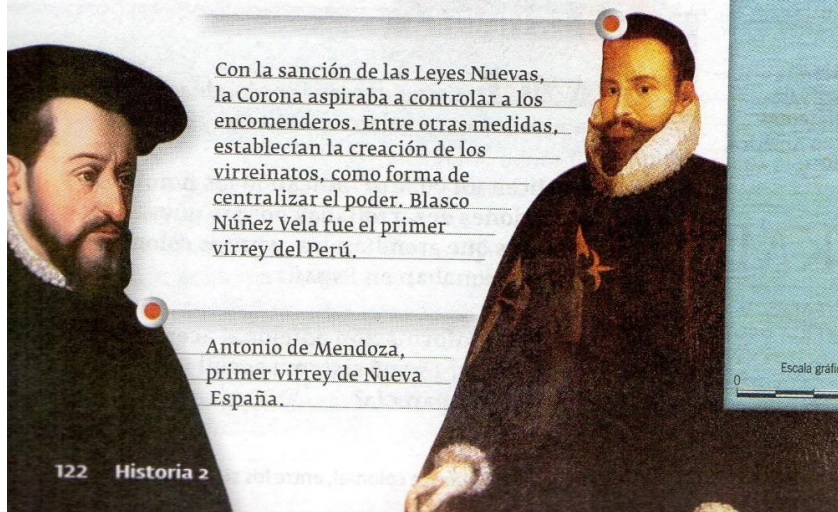 Con la sanción de las Leyes Nuevas,
la Corona aspiraba a controlar a los
encomenderos. Entre otras medidas,
establecían la creación de los
virreinatos, como forma de
centralizar el poder. Blasco
Núñez Vela fue el primer
virrey del Perú.
Antonio de Mendoza,
primer virrey de Nueva
España.
Escala gráfi
0
122 Historia 2